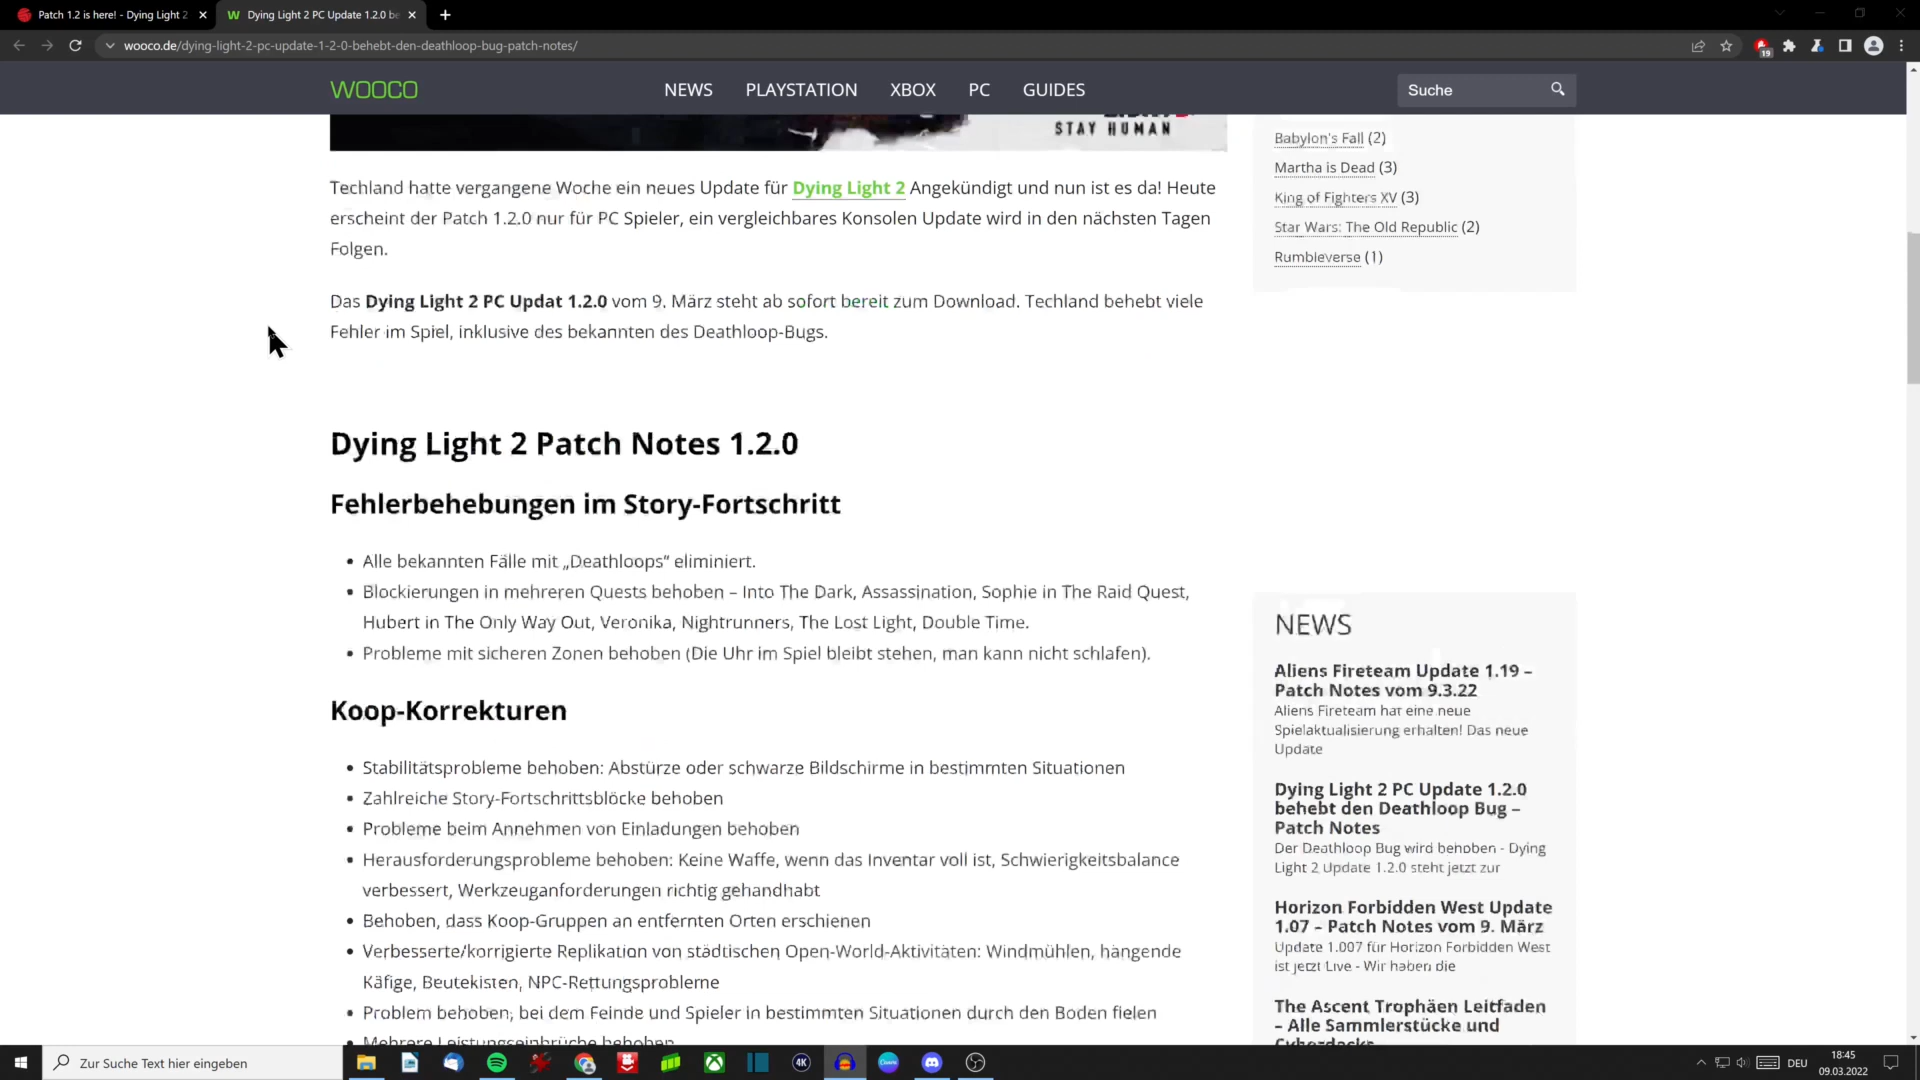 Patch 1.2 is here! - Dying Light 2
Dying Light 2 PC Update 1.2.0 be
wooco.de/dying-light-2-pc-update-1-2-0-behebt-den-deathloop-bug-patch-notes/
19
WOOCO
NEWS
PLAYSTATION
XBOX
PC
GUIDES
Suche
STAY HUMAN
Techland hatte vergangene Woche ein neues Update für Dying Light 2 Angekündigt und nun ist es da! Heute
erscheint der Patch 1.2.0 nur für PC Spieler, ein vergleichbares Konsolen Update wird in den nächsten Tagen
Folgen.
Das Dying Light 2 PC Updat 1.2.0 vom 9. März steht ab sofort bereit zum Download. Techland behebt viele
Fehler im Spiel, inklusive des bekannten des Deathloop-Bugs.
Dying Light 2 Patch Notes 1.2.0
Fehlerbehebungen im Story-Fortschritt
• Alle bekannten Fälle mit „Deathloops“ eliminiert.
• Blockierungen in mehreren Quests behoben – Into The Dark, Assassination, Sophie in The Raid Quest,
Hubert in The Only Way Out, Veronika, Nightrunners, The Lost Light, Double Time.
• Probleme mit sicheren Zonen behoben (Die Uhr im Spiel bleibt stehen, man kann nicht schlafen).
Koop-Korrekturen
• Stabilitätsprobleme behoben: Abstürze oder schwarze Bildschirme in bestimmten Situationen
• Zahlreiche Story-Fortschrittsblöcke behoben
• Probleme beim Annehmen von Einladungen behoben
• Herausforderungsprobleme behoben: Keine Waffe, wenn das Inventar voll ist, Schwierigkeitsbalance
verbessert, Werkzeuganforderungen richtig gehandhabt
• Behoben, dass Koop-Gruppen an entfernten Orten erschienen
• Verbesserte/korrigierte Replikation von städtischen Open-World-Aktivitäten: Windmühlen, hängende
Käfige, Beutekisten, NPC-Rettungsprobleme
• Problem behoben, bei dem Feinde und Spieler in bestimmten Situationen durch den Boden fielen
• Mehrere Leistungseinbrüche behoben
Babylon's Fall (2)
Martha is Dead (3)
King of Fighters XV (3)
Star Wars: The Old Republic (2)
Rumbleverse (1)
NEWS
Aliens Fireteam Update 1.19 –
Patch Notes vom 9.3.22
Aliens Fireteam hat eine neue
Spielaktualisierung erhalten! Das neue
Update
Dying Light 2 PC Update 1.2.0
behebt den Deathloop Bug –
Patch Notes
Der Deathloop Bug wird behoben - Dying
Light 2 Update 1.2.0 steht jetzt zur
Horizon Forbidden West Update
1.07 – Patch Notes vom 9. März
Update 1.007 für Horizon Forbidden West
ist jetzt Live - Wir haben die
The Ascent Trophäen Leitfaden
– Alle Sammlerstücke und
Cyberdecks
Zur Suche Text hier eingeben
4K
DEU
18:45
09.03.2022